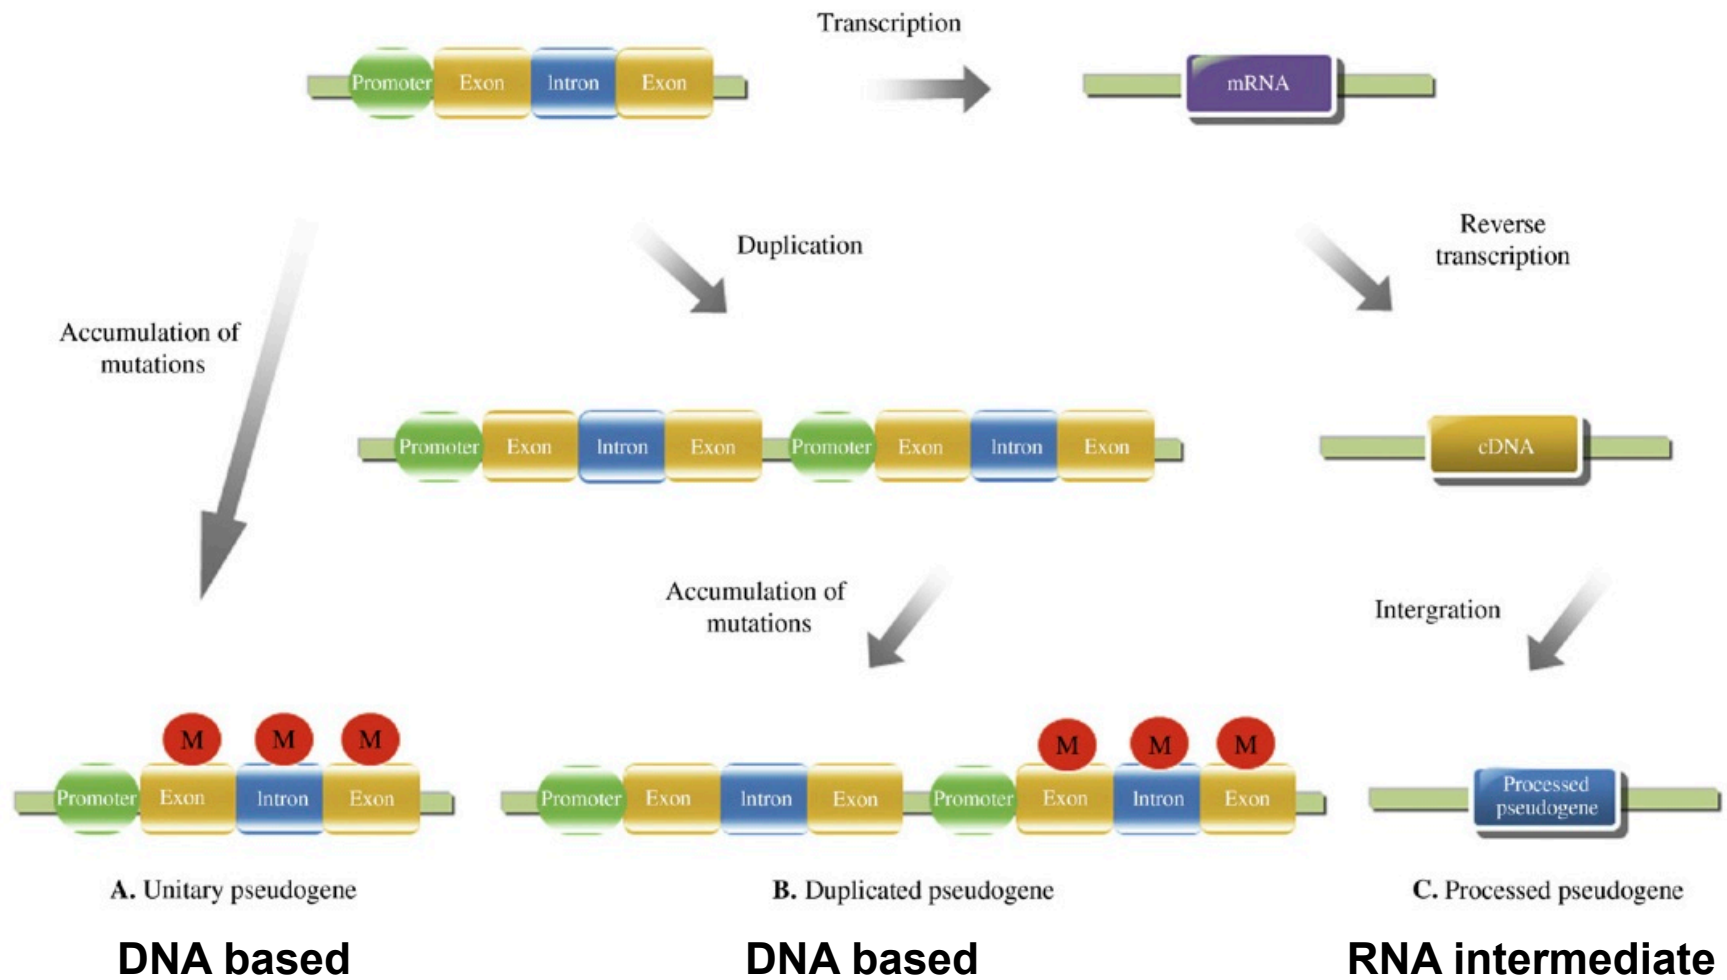 Transcription
Promoter Exon Intron Exon
mRNA
Duplication
Reverse
transcription
Accumulation of
mutations
Promoter Exon Intron Exon Promoter Exon Intron Exon
cDNA
Accumulation of
mutations
Intergration
M M M
M M M
Promoter Exon Intron Exon
Promoter Exon Intron Exon Promoter Exon Intron Exon
Processed
pseudogene
A. Unitary pseudogene
B. Duplicated pseudogene
C. Processed pseudogene
DNA based
DNA based
RNA intermediate